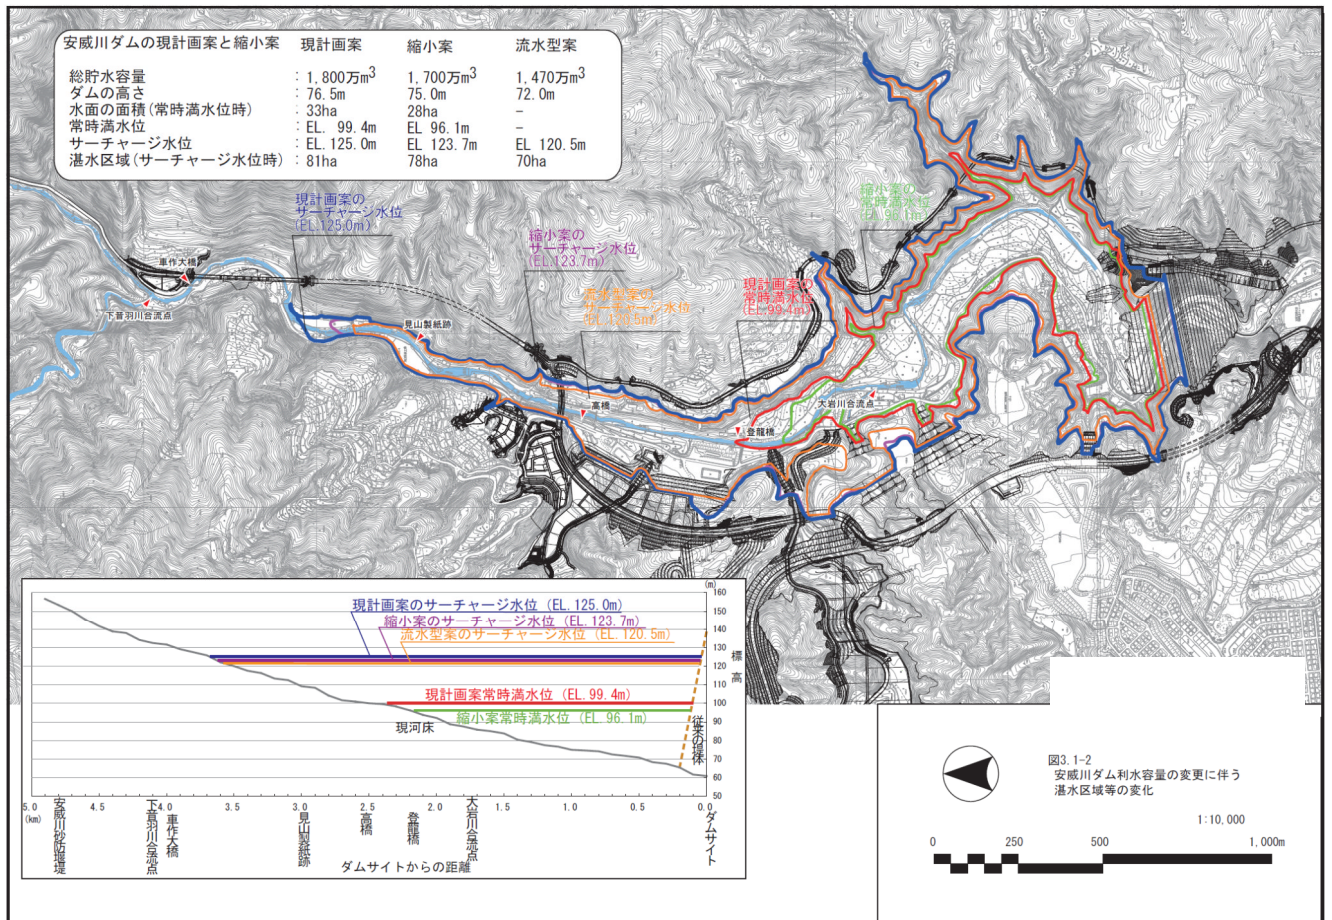 安威川ダムの現計画案と縮小案 現計画案 縮小案 流水型案
総貯水容量 : 1,800万m3 1,700万m3 1,470万m3
ダムの高さ : 76.5m 75.0m 72.0m
水面の面積(常時満水位時) : 33ha 28ha －
常時満水位 : EL. 99.4m EL 96.1m －
サーチャージ水位 : EL.125.0m EL 123.7m EL 120.5m
湛水区域(サーチャージ水位時) : 81ha 78ha 70ha
現計画案の
サーチャージ水位
(EL.125.0m)
縮小案の
サーチャージ水位
(EL.123.7m)
流水型案の
サーチャージ水位
(EL.120.5m)
現計画案の
常時満水位
(EL.99.4m)
縮小案の
常時満水位
(EL.96.1m)
車作大橋
下音羽川合流点
見山製紙跡
高橋
登龍橋
大岩川合流点
現計画案のサーチャージ水位 (EL.125.0m)
縮小案のサーチャージ水位 (EL.123.7m)
流水型案のサーチャージ水位 (EL.120.5m)
現計画案常時満水位 (EL.99.4m)
縮小案常時満水位 (EL.96.1m)
現河床
従来の堤体
(m)
160
150
140
130
120
110
100
90
80
70
60
50
標高
5.0 4.5 4.0 3.5 3.0 2.5 2.0 1.5 1.0 0.5 0.0
(km)
安威川砂防堰堤
下音羽川合流点
車作大橋
見山製紙跡
高橋
登龍橋
大岩川合流点
ダムサイト
ダムサイトからの距離
図3.1-2
安威川ダム利水容量の変更に伴う
湛水区域等の変化
1:10,000
0 250 500 1,000m